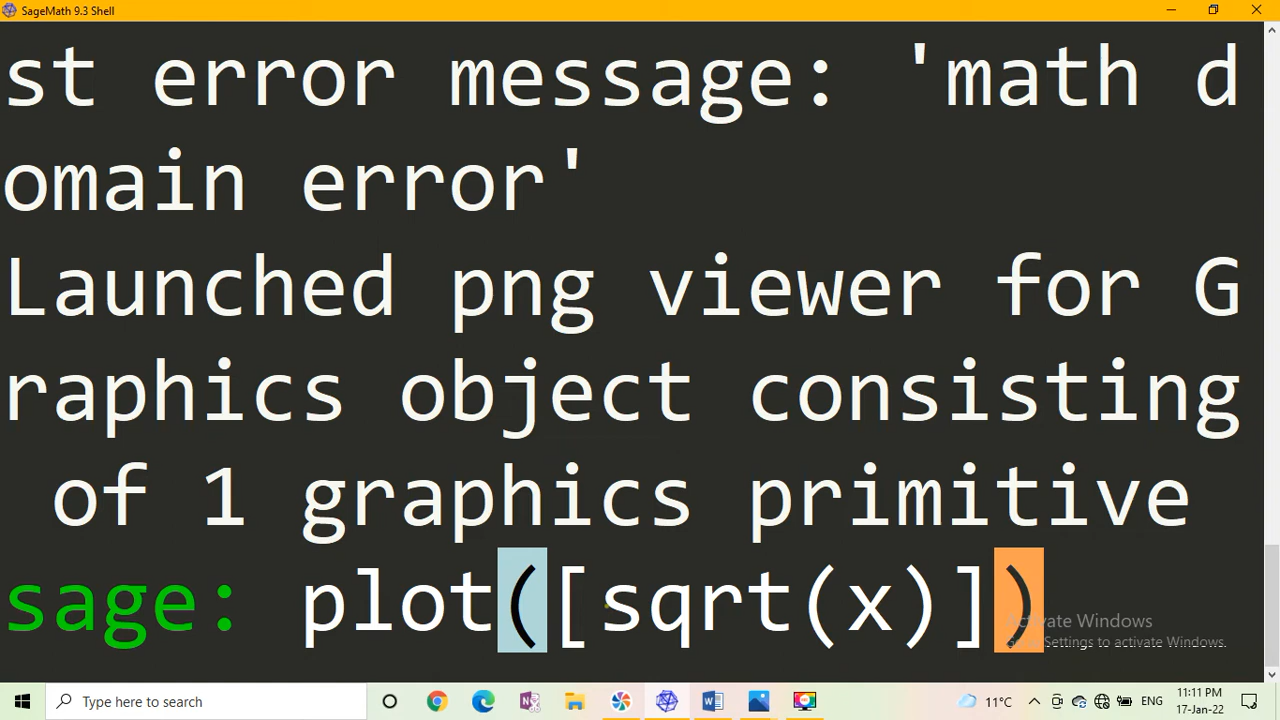 SageMath 9.3 Shell
st error message: 'math d
omain error'
Launched png viewer for G
raphics object consisting
 of 1 graphics primitive
sage: plot([sqrt(x)])
Activate Windows
Settings to activate Windows.
Type here to search
11°C
ENG
11:11 PM
17-Jan-22